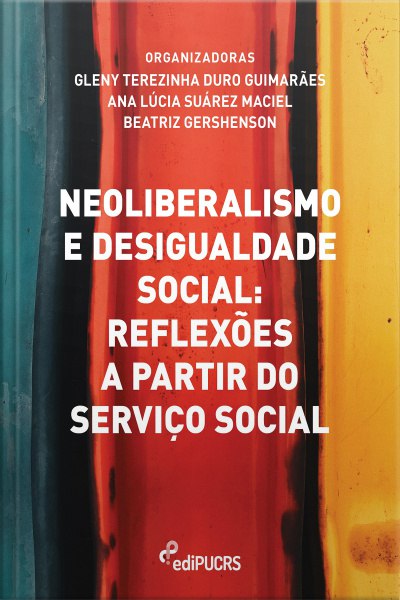 ORGANIZADORAS
GLENY TEREZINHA DURO GUIMARÃES
ANA LÚCIA SUÁREZ MACIEL
BEATRIZ GERSHENSON
NEOLIBERALISMO
E DESIGUALDADE
SOCIAL:
REFLEXÕES
A PARTIR DO
SERVIÇO SOCIAL
ediPUCRS